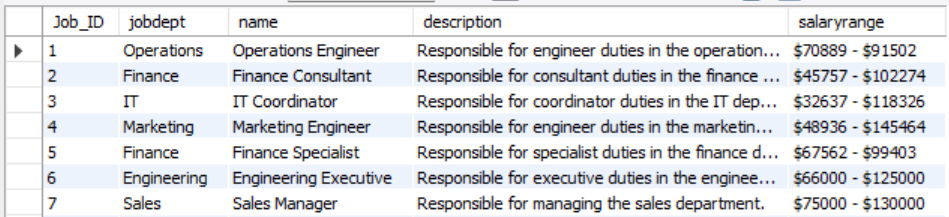 Job_ID jobdept name description salaryrange
1 Operations Operations Engineer Responsible for engineer duties in the operation... $70889 - $91502
2 Finance Finance Consultant Responsible for consultant duties in the finance ... $45757 - $102274
3 IT IT Coordinator Responsible for coordinator duties in the IT dep... $32637 - $118326
4 Marketing Marketing Engineer Responsible for engineer duties in the marketin... $48936 - $145464
5 Finance Finance Specialist Responsible for specialist duties in the finance d... $67562 - $99403
6 Engineering Engineering Executive Responsible for executive duties in the enginee... $66000 - $125000
7 Sales Sales Manager Responsible for managing the sales department. $75000 - $130000